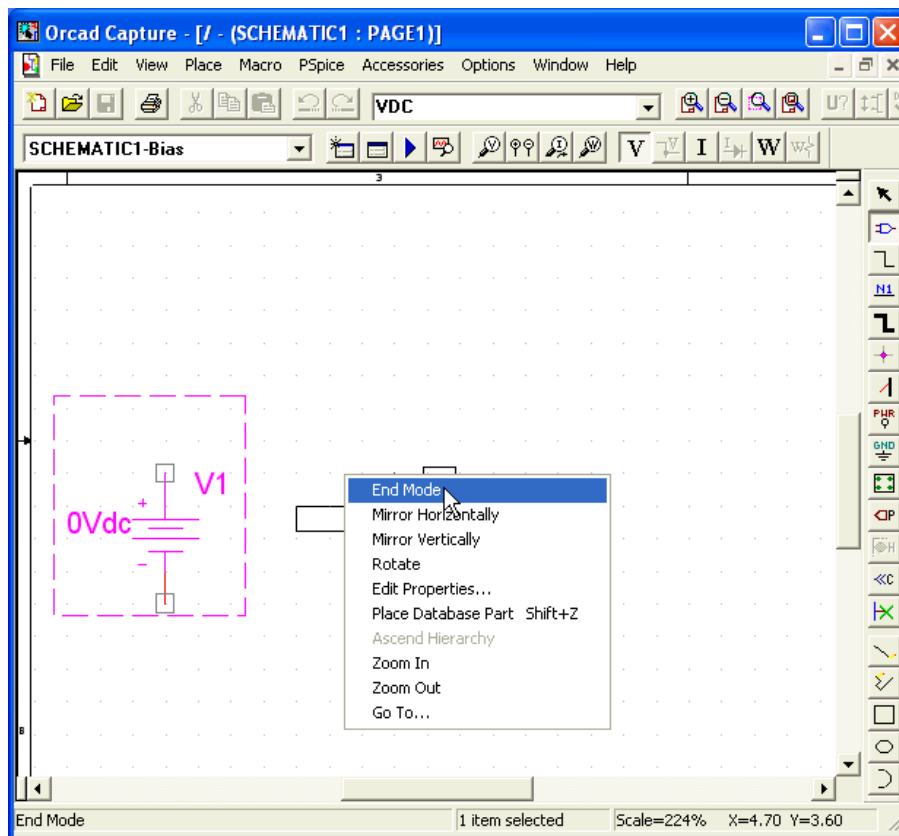 Orcad Capture - [/ - (SCHEMATIC1 : PAGE1)]
File Edit View Place Macro PSpice Accessories Options Window Help
VDC
U?
SCHEMATIC1-Bias
V I W
3
N1
PWR
GND
V1
+
0Vdc
-
End Mode
Mirror Horizontally
Mirror Vertically
Rotate
Edit Properties...
Place Database Part Shift+Z
Ascend Hierarchy
Zoom In
Zoom Out
Go To...
P
H
C
B
End Mode 1 item selected Scale=224% X=4.70 Y=3.60